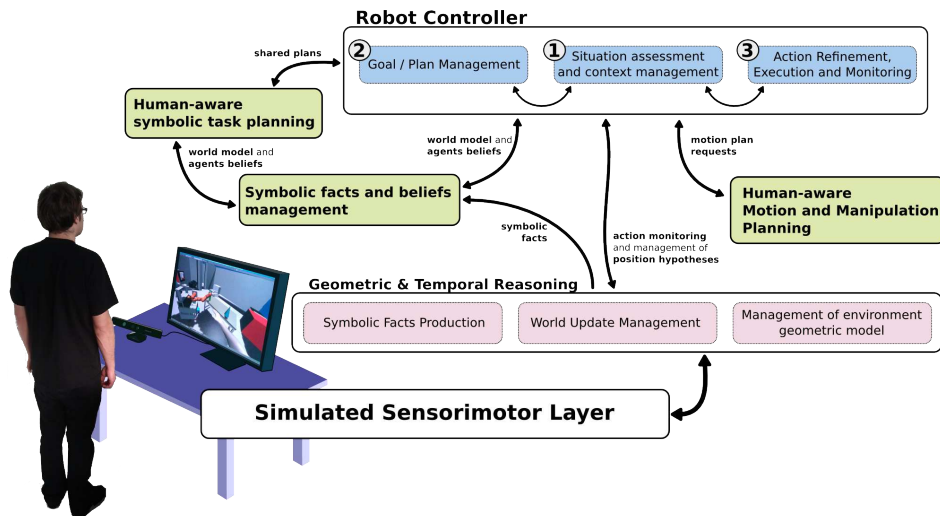 Robot Controller
shared plans
2
Goal / Plan Management
1
Situation assessment
and context management
3
Action Refinement,
Execution and Monitoring
Human-aware
symbolic task planning
world model and
agents beliefs
world model and
agents beliefs
motion plan
requests
Symbolic facts and beliefs
management
Human-aware
Motion and Manipulation
Planning
symbolic
facts
action monitoring
and management of
position hypotheses
Geometric & Temporal Reasoning
Symbolic Facts Production
World Update Management
Management of environment
geometric model
Simulated Sensorimotor Layer